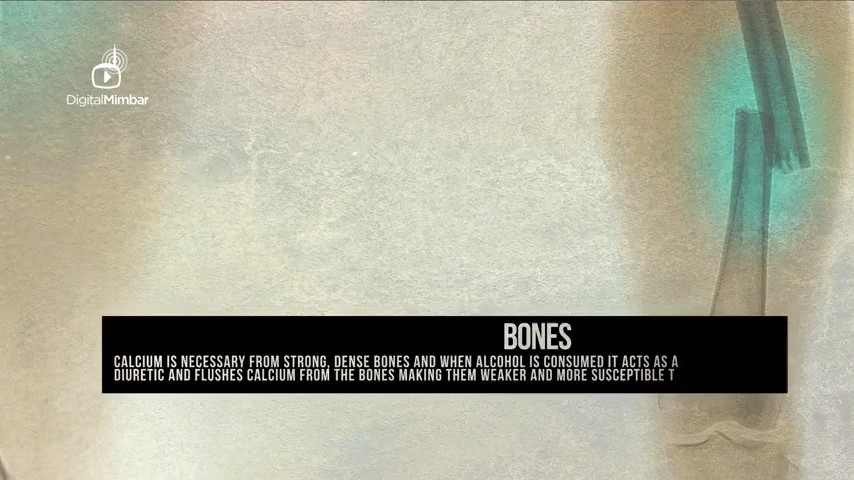 DigitalMimbar
BONES
CALCIUM IS NECESSARY FROM STRONG, DENSE BONES AND WHEN ALCOHOL IS CONSUMED IT ACTS AS A
DIURETIC AND FLUSHES CALCIUM FROM THE BONES MAKING THEM WEAKER AND MORE SUSCEPTIBLE T